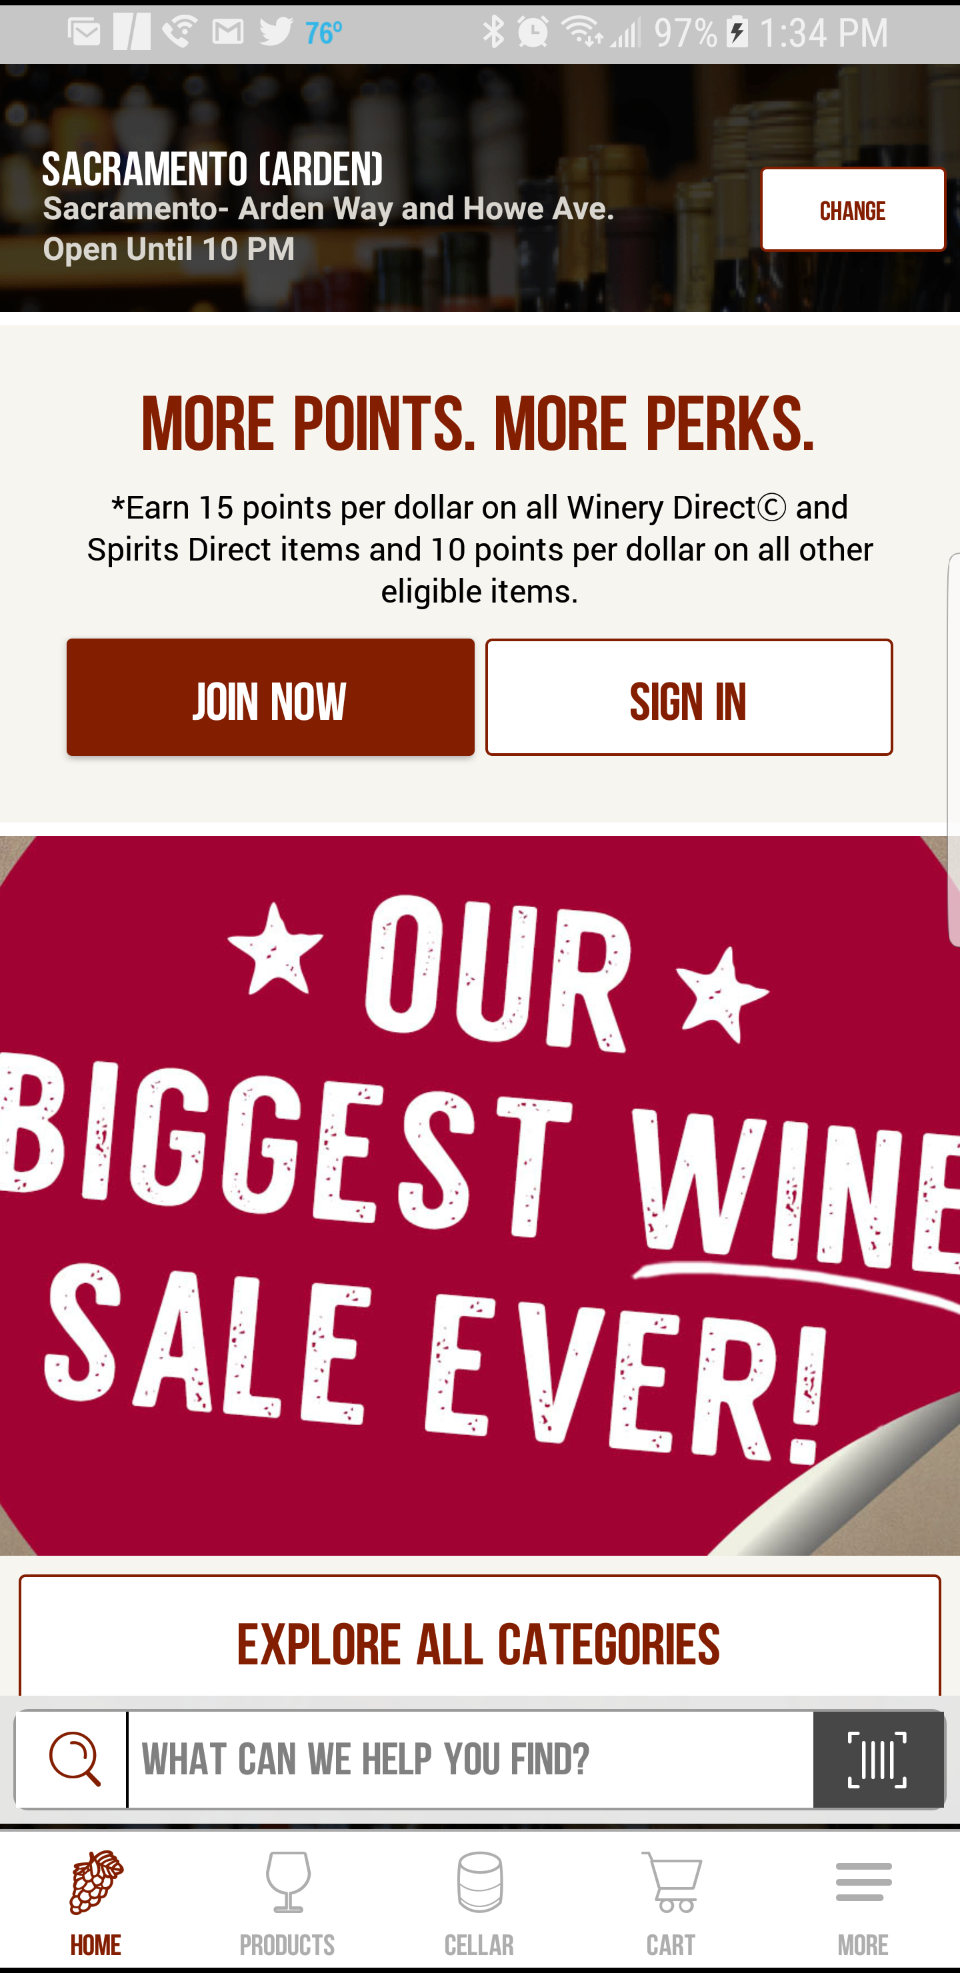 76º 97% 1:34 PM
SACRAMENTO (ARDEN)
Sacramento- Arden Way and Howe Ave.
Open Until 10 PM
CHANGE
MORE POINTS. MORE PERKS.
*Earn 15 points per dollar on all Winery Direct© and
Spirits Direct items and 10 points per dollar on all other
eligible items.
JOIN NOW
SIGN IN
OUR
BIGGEST WINE
SALE EVER!
EXPLORE ALL CATEGORIES
WHAT CAN WE HELP YOU FIND?
HOME
PRODUCTS
CELLAR
CART
MORE